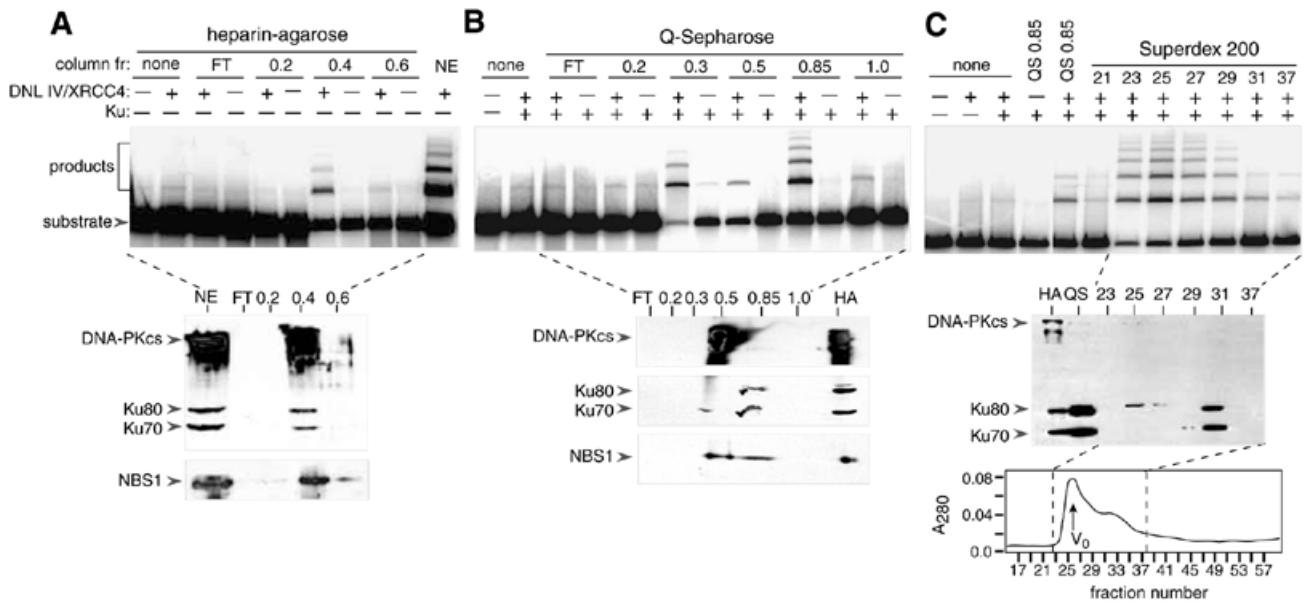 A
heparin-agarose
column fr: none FT 0.2 0.4 0.6 NE
DNL IV/XRCC4: – + + + – + – + – +
Ku: – – – – – – – – – –
products
substrate
NE FT 0.2 0.4 0.6
DNA-PKcs
Ku80
Ku70
NBS1
B
Q-Sepharose
none FT 0.2 0.3 0.5 0.85 1.0
– + + – + – + – + – + – + –
– + + + + + + + + + + + + +
FT 0.2 0.3 0.5 0.85 1.0 HA
DNA-PKcs
Ku80
Ku70
NBS1
C
none QS 0.85 QS 0.85 Superdex 200
21 23 25 27 29 31 37
– + + – + + + + + + + +
– – + + + + + + + + + +
HA QS 23 25 27 29 31 37
DNA-PKcs
Ku80
Ku70
A280
0.08
0.04
0.0
V0
17 21 25 29 33 37 41 45 49 53 57
fraction number